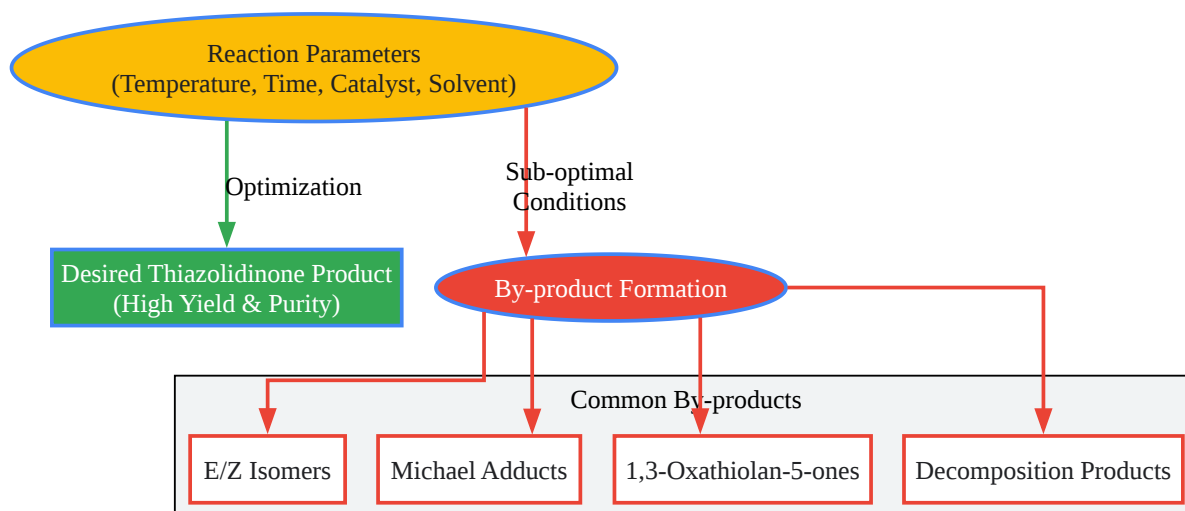 Reaction Parameters
(Temperature, Time, Catalyst, Solvent)
Optimization
Sub-optimal
Conditions
Desired Thiazolidinone Product
(High Yield & Purity)
By-product Formation
Common By-products
E/Z Isomers
Michael Adducts
1,3-Oxathiolan-5-ones
Decomposition Products